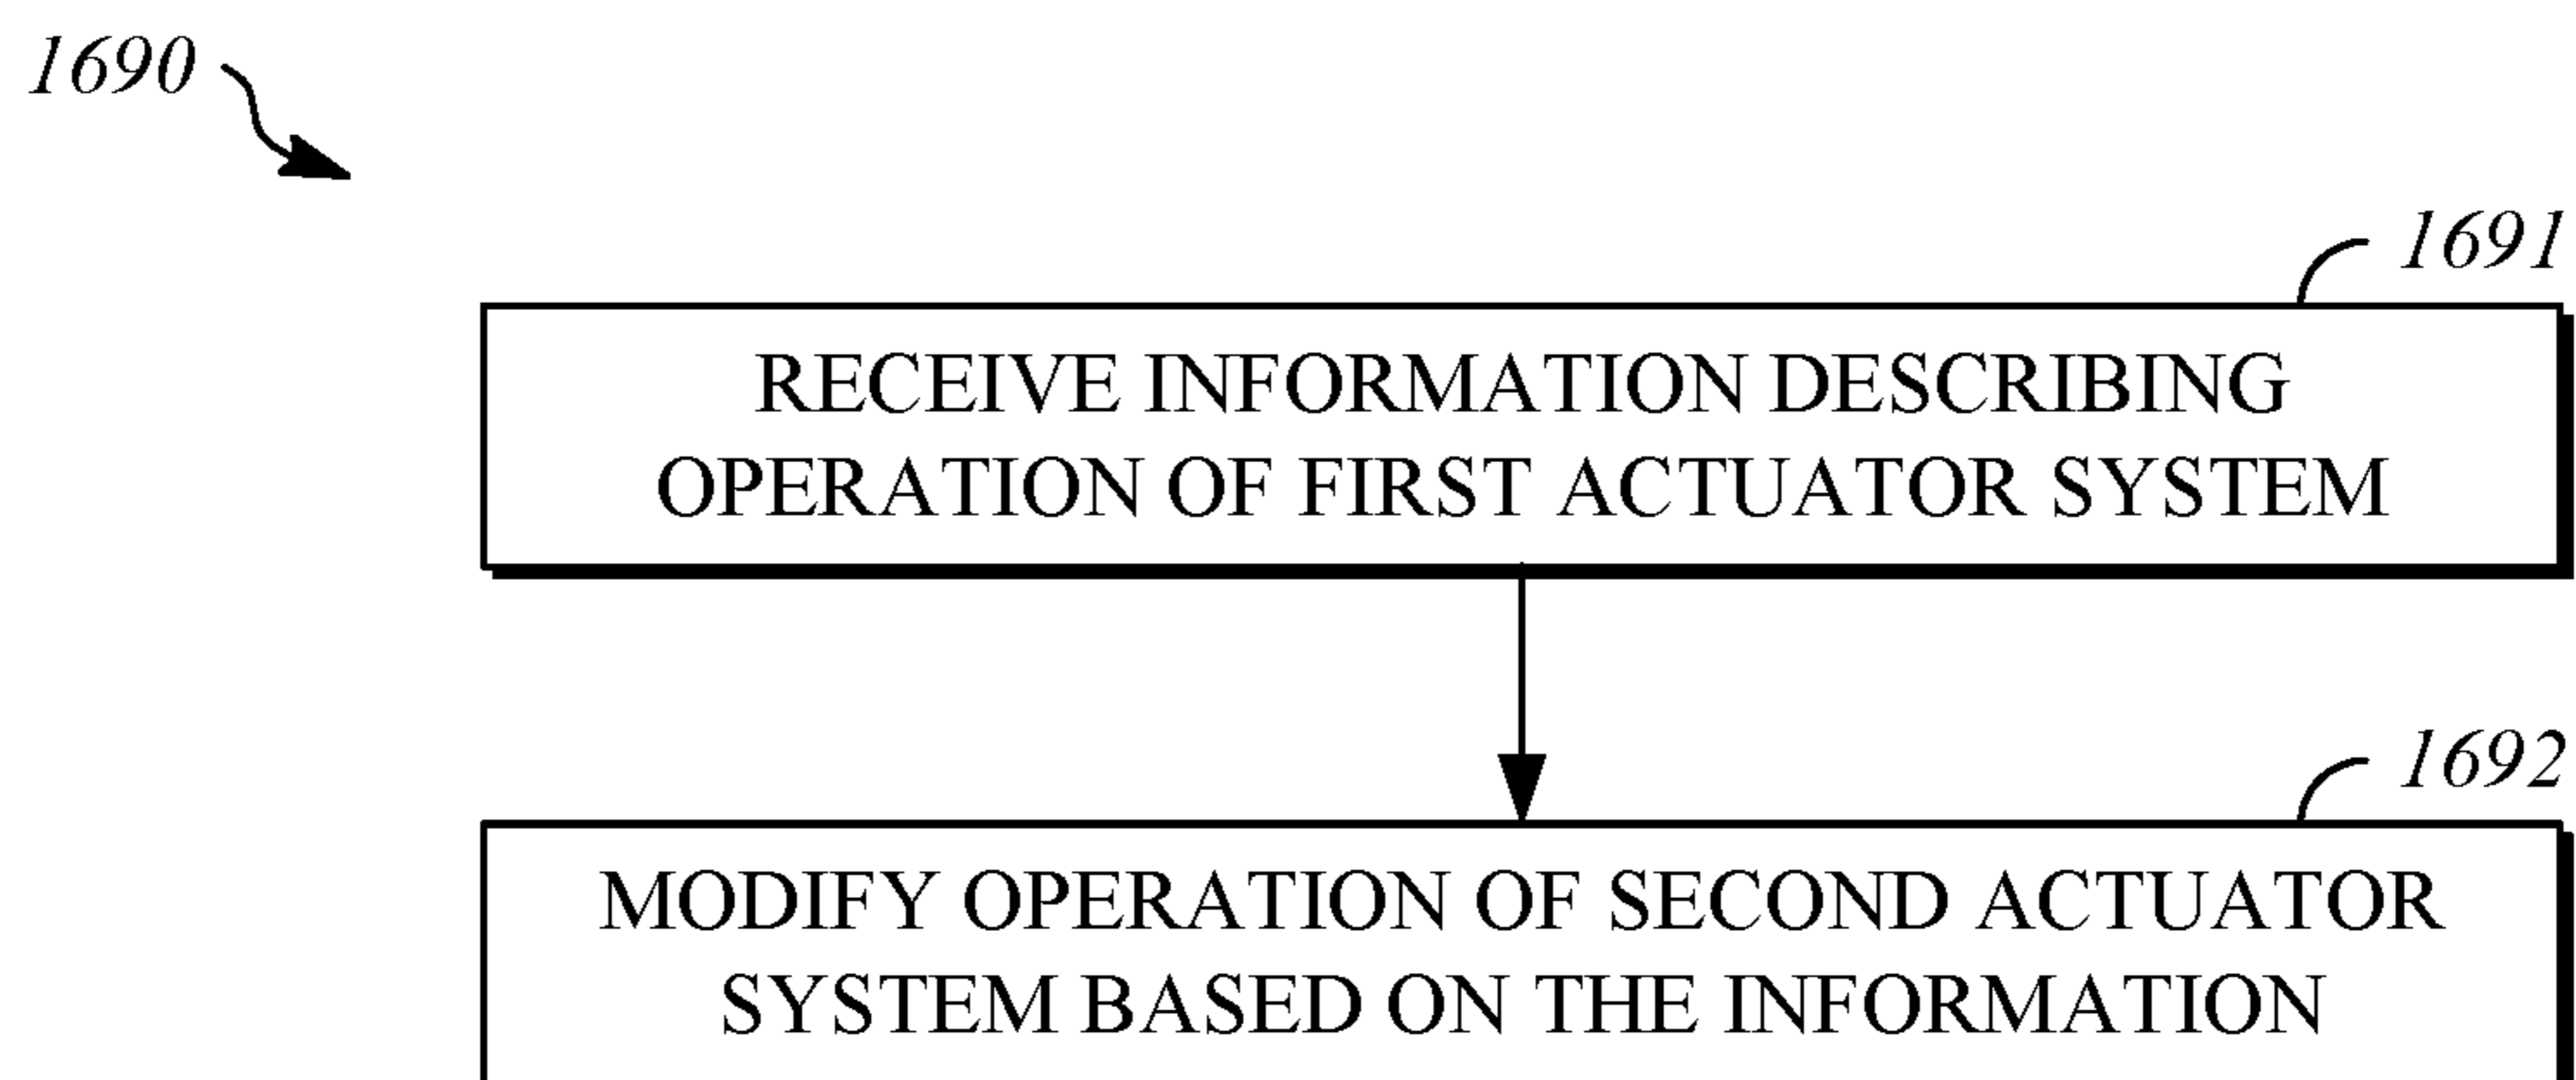 1690
1691
RECEIVE INFORMATION DESCRIBING
OPERATION OF FIRST ACTUATOR SYSTEM
1692
MODIFY OPERATION OF SECOND ACTUATOR
SYSTEM BASED ON THE INFORMATION